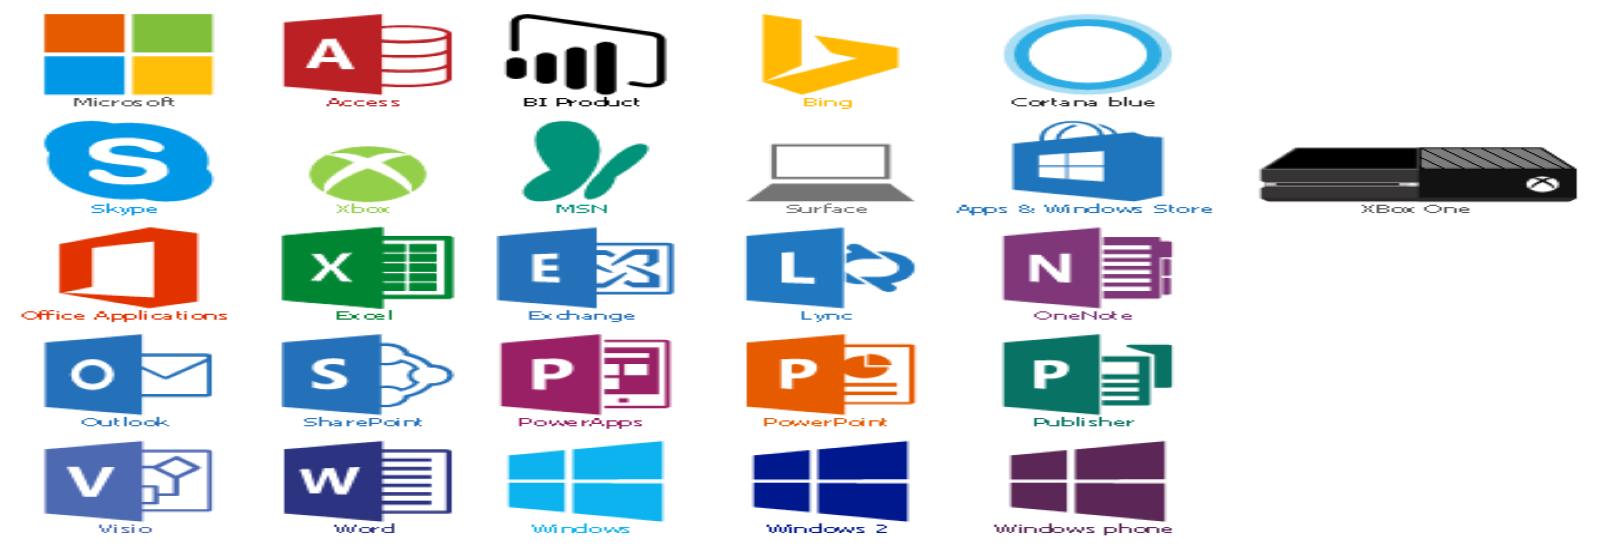 Microsoft
A
Access
BI Product
Bing
Cortana blue
S
Skype
Xbox
MSN
Surface
Apps & Windows Store
XBox One
Office Applications
X
Excel
E
Exchange
L
Lync
N
OneNote
O
Outlook
S
SharePoint
P
PowerApps
P
PowerPoint
P
Publisher
V
Visio
W
Word
Windows
Windows 2
Windows phone